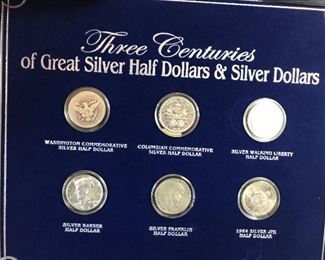 Three Centuries
of Great Silver Half Dollars & Silver Dollars
WASHINGTON COMMEMORATIVE
SILVER HALF DOLLAR
COLUMBIAN COMMEMORATIVE
SILVER HALF DOLLAR
SILVER WALKING LIBERTY
HALF DOLLAR
SILVER BARBER
HALF DOLLAR
SILVER FRANKLIN
HALF DOLLAR
1964 SILVER JFK
HALF DOLLAR